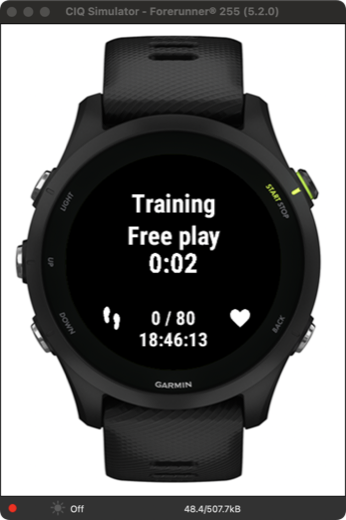 CIQ Simulator - Forerunner® 255 (5.2.0)
LIGHT
START STOP
Training
Free play
UP
0:02
0 / 80
DOWN
BACK
18:46:13
GARMIN
Off
48.4/507.7kB